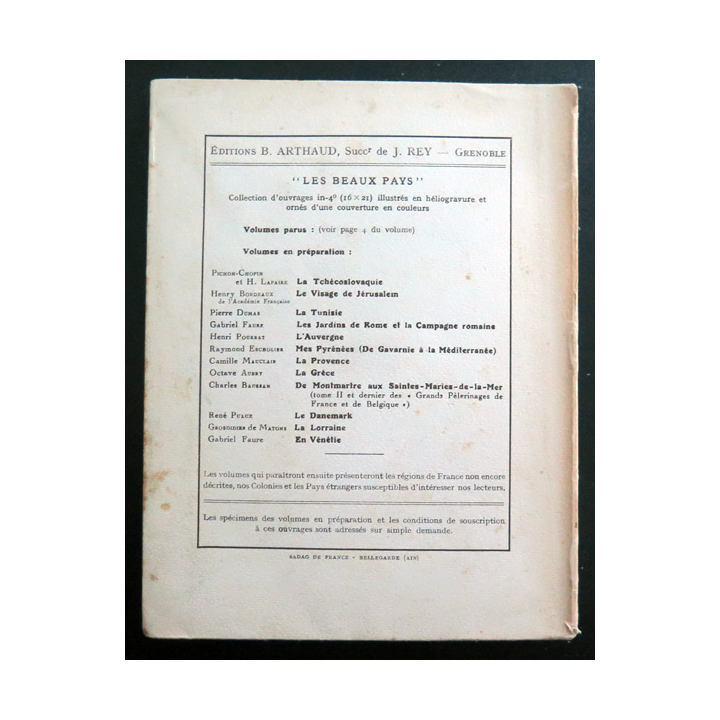 ÉDITIONS B. ARTHAUD, Succr de J. REY — GRENOBLE
"LES BEAUX PAYS"
Collection d'ouvrages in-4º (16 × 21) illustrés en héliogravure et
ornés d'une couverture en couleurs
Volumes parus : (voir page 4 du volume)
Volumes en préparation :
PICHON-CHOPIN
et H. LAPAIRE La Tchécoslovaquie
Henry BORDEAUX Le Visage de Jérusalem
de l'Académie Française
Pierre DUMAS La Tunisie
Gabriel FAURE Les Jardins de Rome et la Campagne romaine
Henri POURRAT L'Auvergne
Raymond ESCHOLIER Mes Pyrénées (De Gavarnie à la Méditerranée)
Camille MAUCLAIR La Provence
Octave AUBRY La Grèce
Charles BAUSSAN De Montmartre aux Saintes-Maries-de-la-Mer
(tome II et dernier des « Grands Pèlerinages de
France et de Belgique »)
René PUAUX Le Danemark
GROSDIDIER DE MATONS La Lorraine
Gabriel FAURE En Vénétie
Les volumes qui paraîtront ensuite présenteront les régions de France non encore
décrites, nos Colonies et les Pays étrangers susceptibles d'intéresser nos lecteurs.
Les spécimens des volumes en préparation et les conditions de souscription
à ces ouvrages sont adressés sur simple demande.
SADAG DE FRANCE - BELLEGARDE (AIN)